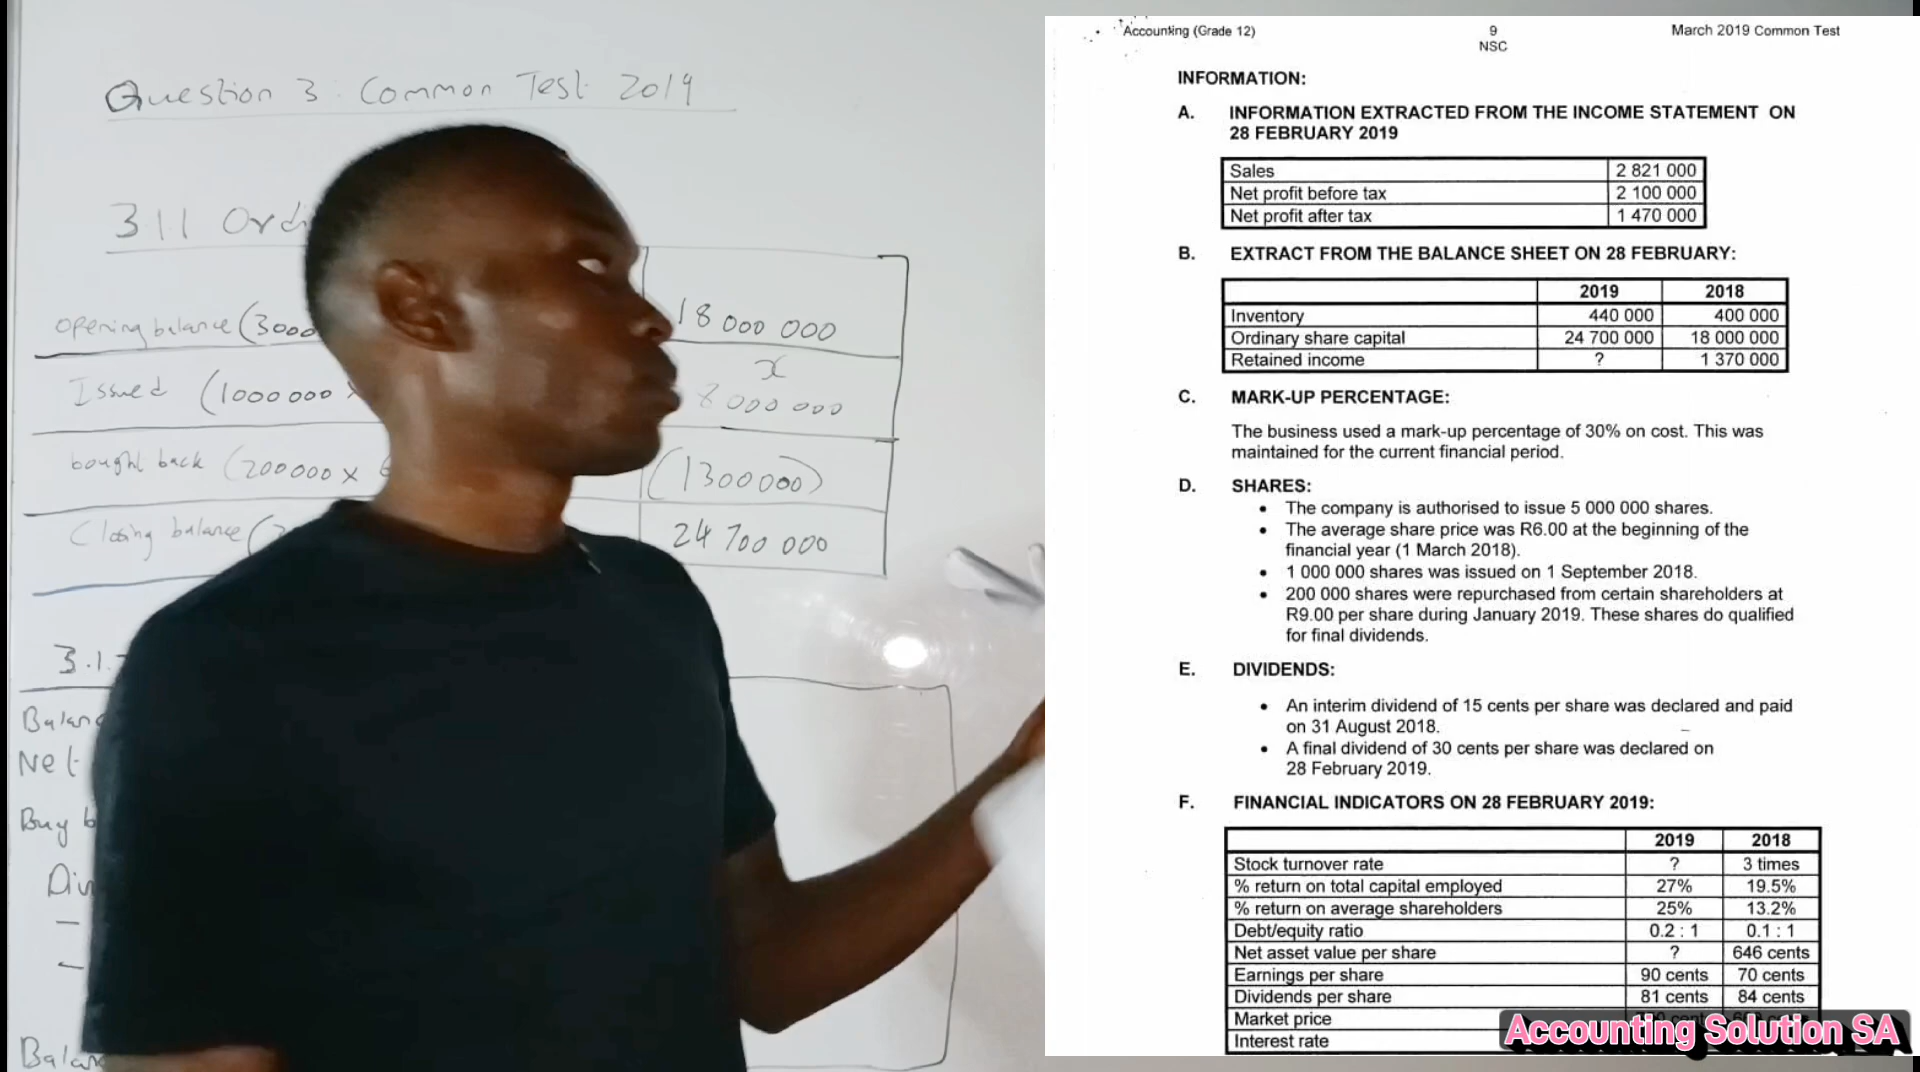 Question 3 : Common Test 2019
3.1.1 Ordi
opening balance (3000
18 000 000
Issued (1000 000
x
8 000 000
bought back (200000 x
(1300000)
Closing balance (
24 700 000
3.1.
Balanc
Net
Buy b
Div
Balan
Accounting (Grade 12)
9
NSC
March 2019 Common Test
INFORMATION:
A. INFORMATION EXTRACTED FROM THE INCOME STATEMENT ON
28 FEBRUARY 2019
Sales 2 821 000
Net profit before tax 2 100 000
Net profit after tax 1 470 000
B. EXTRACT FROM THE BALANCE SHEET ON 28 FEBRUARY:
2019 2018
Inventory 440 000 400 000
Ordinary share capital 24 700 000 18 000 000
Retained income ? 1 370 000
C. MARK-UP PERCENTAGE:
The business used a mark-up percentage of 30% on cost. This was
maintained for the current financial period.
D. SHARES:
• The company is authorised to issue 5 000 000 shares.
• The average share price was R6.00 at the beginning of the
financial year (1 March 2018).
• 1 000 000 shares was issued on 1 September 2018.
• 200 000 shares were repurchased from certain shareholders at
R9.00 per share during January 2019. These shares do qualified
for final dividends.
E. DIVIDENDS:
• An interim dividend of 15 cents per share was declared and paid
on 31 August 2018.
• A final dividend of 30 cents per share was declared on
28 February 2019.
F. FINANCIAL INDICATORS ON 28 FEBRUARY 2019:
2019 2018
Stock turnover rate ? 3 times
% return on total capital employed 27% 19.5%
% return on average shareholders 25% 13.2%
Debt/equity ratio 0.2 : 1 0.1 : 1
Net asset value per share ? 646 cents
Earnings per share 90 cents 70 cents
Dividends per share 81 cents 84 cents
Market price
Interest rate
Accounting Solution SA